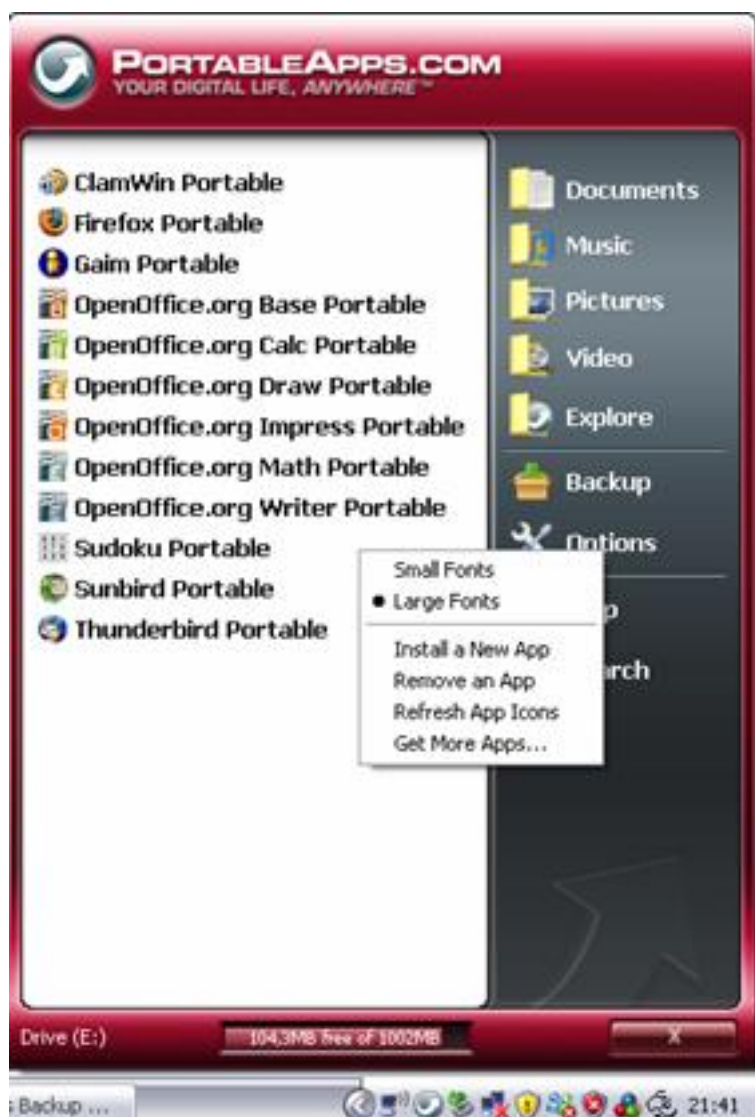 PORTABLEAPPS.COM
YOUR DIGITAL LIFE, ANYWHERE™
ClamWin Portable
Firefox Portable
Gaim Portable
OpenOffice.org Base Portable
OpenOffice.org Calc Portable
OpenOffice.org Draw Portable
OpenOffice.org Impress Portable
OpenOffice.org Math Portable
OpenOffice.org Writer Portable
Sudoku Portable
Sunbird Portable
Thunderbird Portable
Documents
Music
Pictures
Video
Explore
Backup
Options
p
rch
Small Fonts
Large Fonts
Install a New App
Remove an App
Refresh App Icons
Get More Apps...
Drive (E:)
104.3MB free of 1002MB
X
Backup ...
21:41